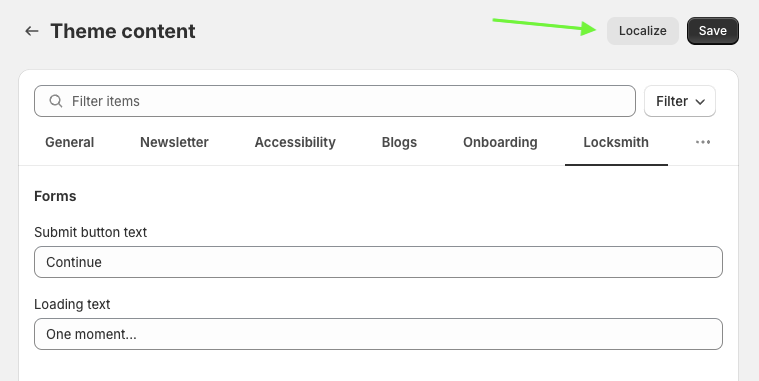 Theme content
Localize
Save
Filter items
Filter
General Newsletter Accessibility Blogs Onboarding Locksmith ...
Forms
Submit button text
Continue
Loading text
One moment...